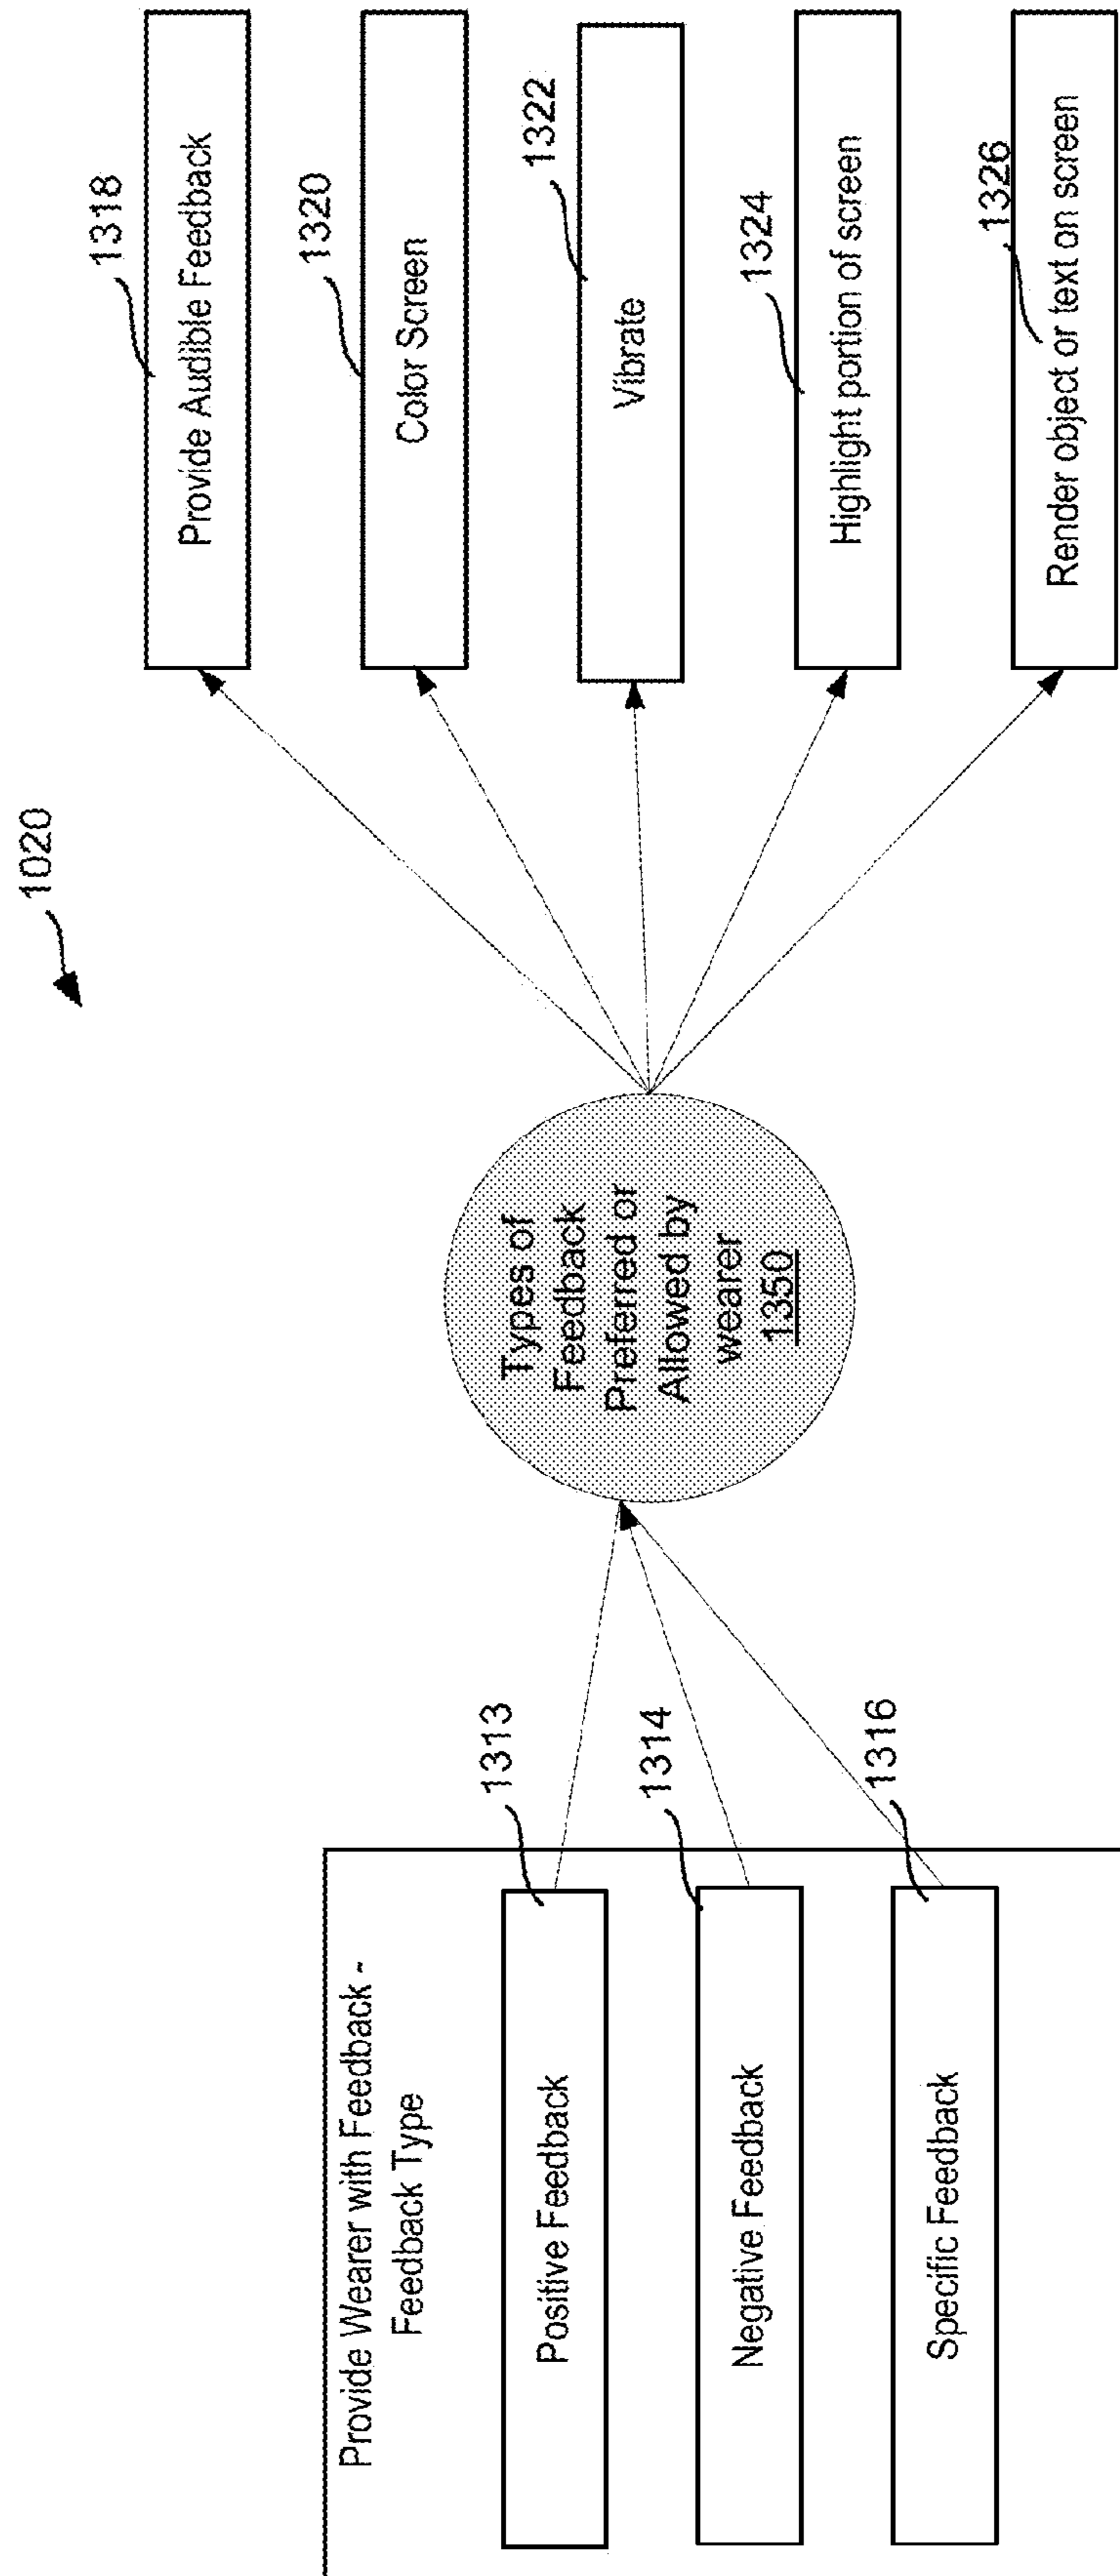 1020
Provide Wearer with Feedback -
Feedback Type
1313
Positive Feedback
1314
Negative Feedback
1316
Specific Feedback
Types of
Feedback
Preferred or
Allowed by
wearer
1350
1318
Provide Audible Feedback
1320
Color Screen
1322
Vibrate
1324
Highlight portion of screen
1326
Render object or text on screen